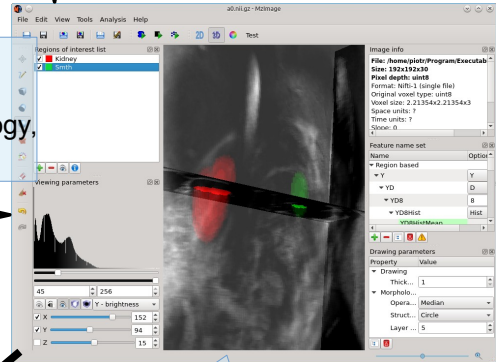 a0.nii.gz - MzImage
File Edit View Tools Analysis Help
2D 3D Test
ogy,
Regions of interest list
Kidney
Smth
Viewing parameters
45 256
Y - brightness
X 152
Y 94
Z 15
Image info
File: /home/piotr/Program/Executab
Size: 192x192x30
Pixel depth: uint8
Format: Nifti-1 (single file)
Original voxel type: uint8
Voxel size: 2.21354x2.21354x3
Space units: ?
Time units: ?
Slope: 0
Feature name set
Name Option
Region based
Y Y
YD D
YD8 8
YD8Hist Hist
YD8HistMean
Drawing parameters
Property Value
Drawing
Thick... 1
Morpholo...
Opera... Median
Struct... Circle
Layer ... 5